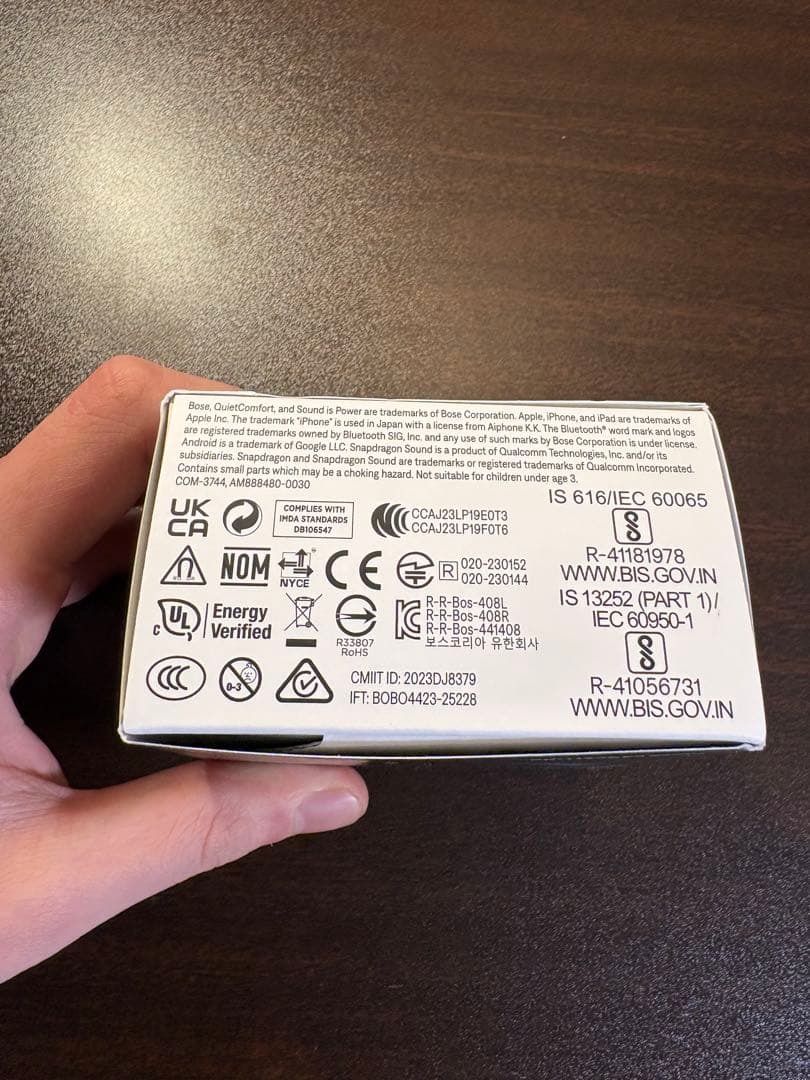 Bose, QuietComfort, and Sound is Power are trademarks of Bose Corporation. Apple, iPhone, and iPad are trademarks of
Apple Inc. The trademark "iPhone" is used in Japan with a license from Aiphone K.K. The Bluetooth® word mark and logos
are registered trademarks owned by Bluetooth SIG, Inc. and any use of such marks by Bose Corporation is under license.
Android is a trademark of Google LLC. Snapdragon Sound is a product of Qualcomm Technologies, Inc. and/or its
subsidiaries. Snapdragon and Snapdragon Sound are trademarks or registered trademarks of Qualcomm Incorporated.
Contains small parts which may be a choking hazard. Not suitable for children under age 3.
COM-3744, AM888480-0030
UK
CA
COMPLIES WITH
IMDA STANDARDS
DB106547
CCAJ23LP19E0T3
CCAJ23LP19F0T6
NOM
NYCE
CE
R 020-230152
020-230144
c UL
Energy
Verified
R33807
RoHS
R-R-Bos-408L
R-R-Bos-408R
R-R-Bos-441408
보스코리아 유한회사
CCC
0-3
CMIIT ID: 2023DJ8379
IFT: BOBO4423-25228
IS 616/IEC 60065
R-41181978
WWW.BIS.GOV.IN
IS 13252 (PART 1)/
IEC 60950-1
R-41056731
WWW.BIS.GOV.IN